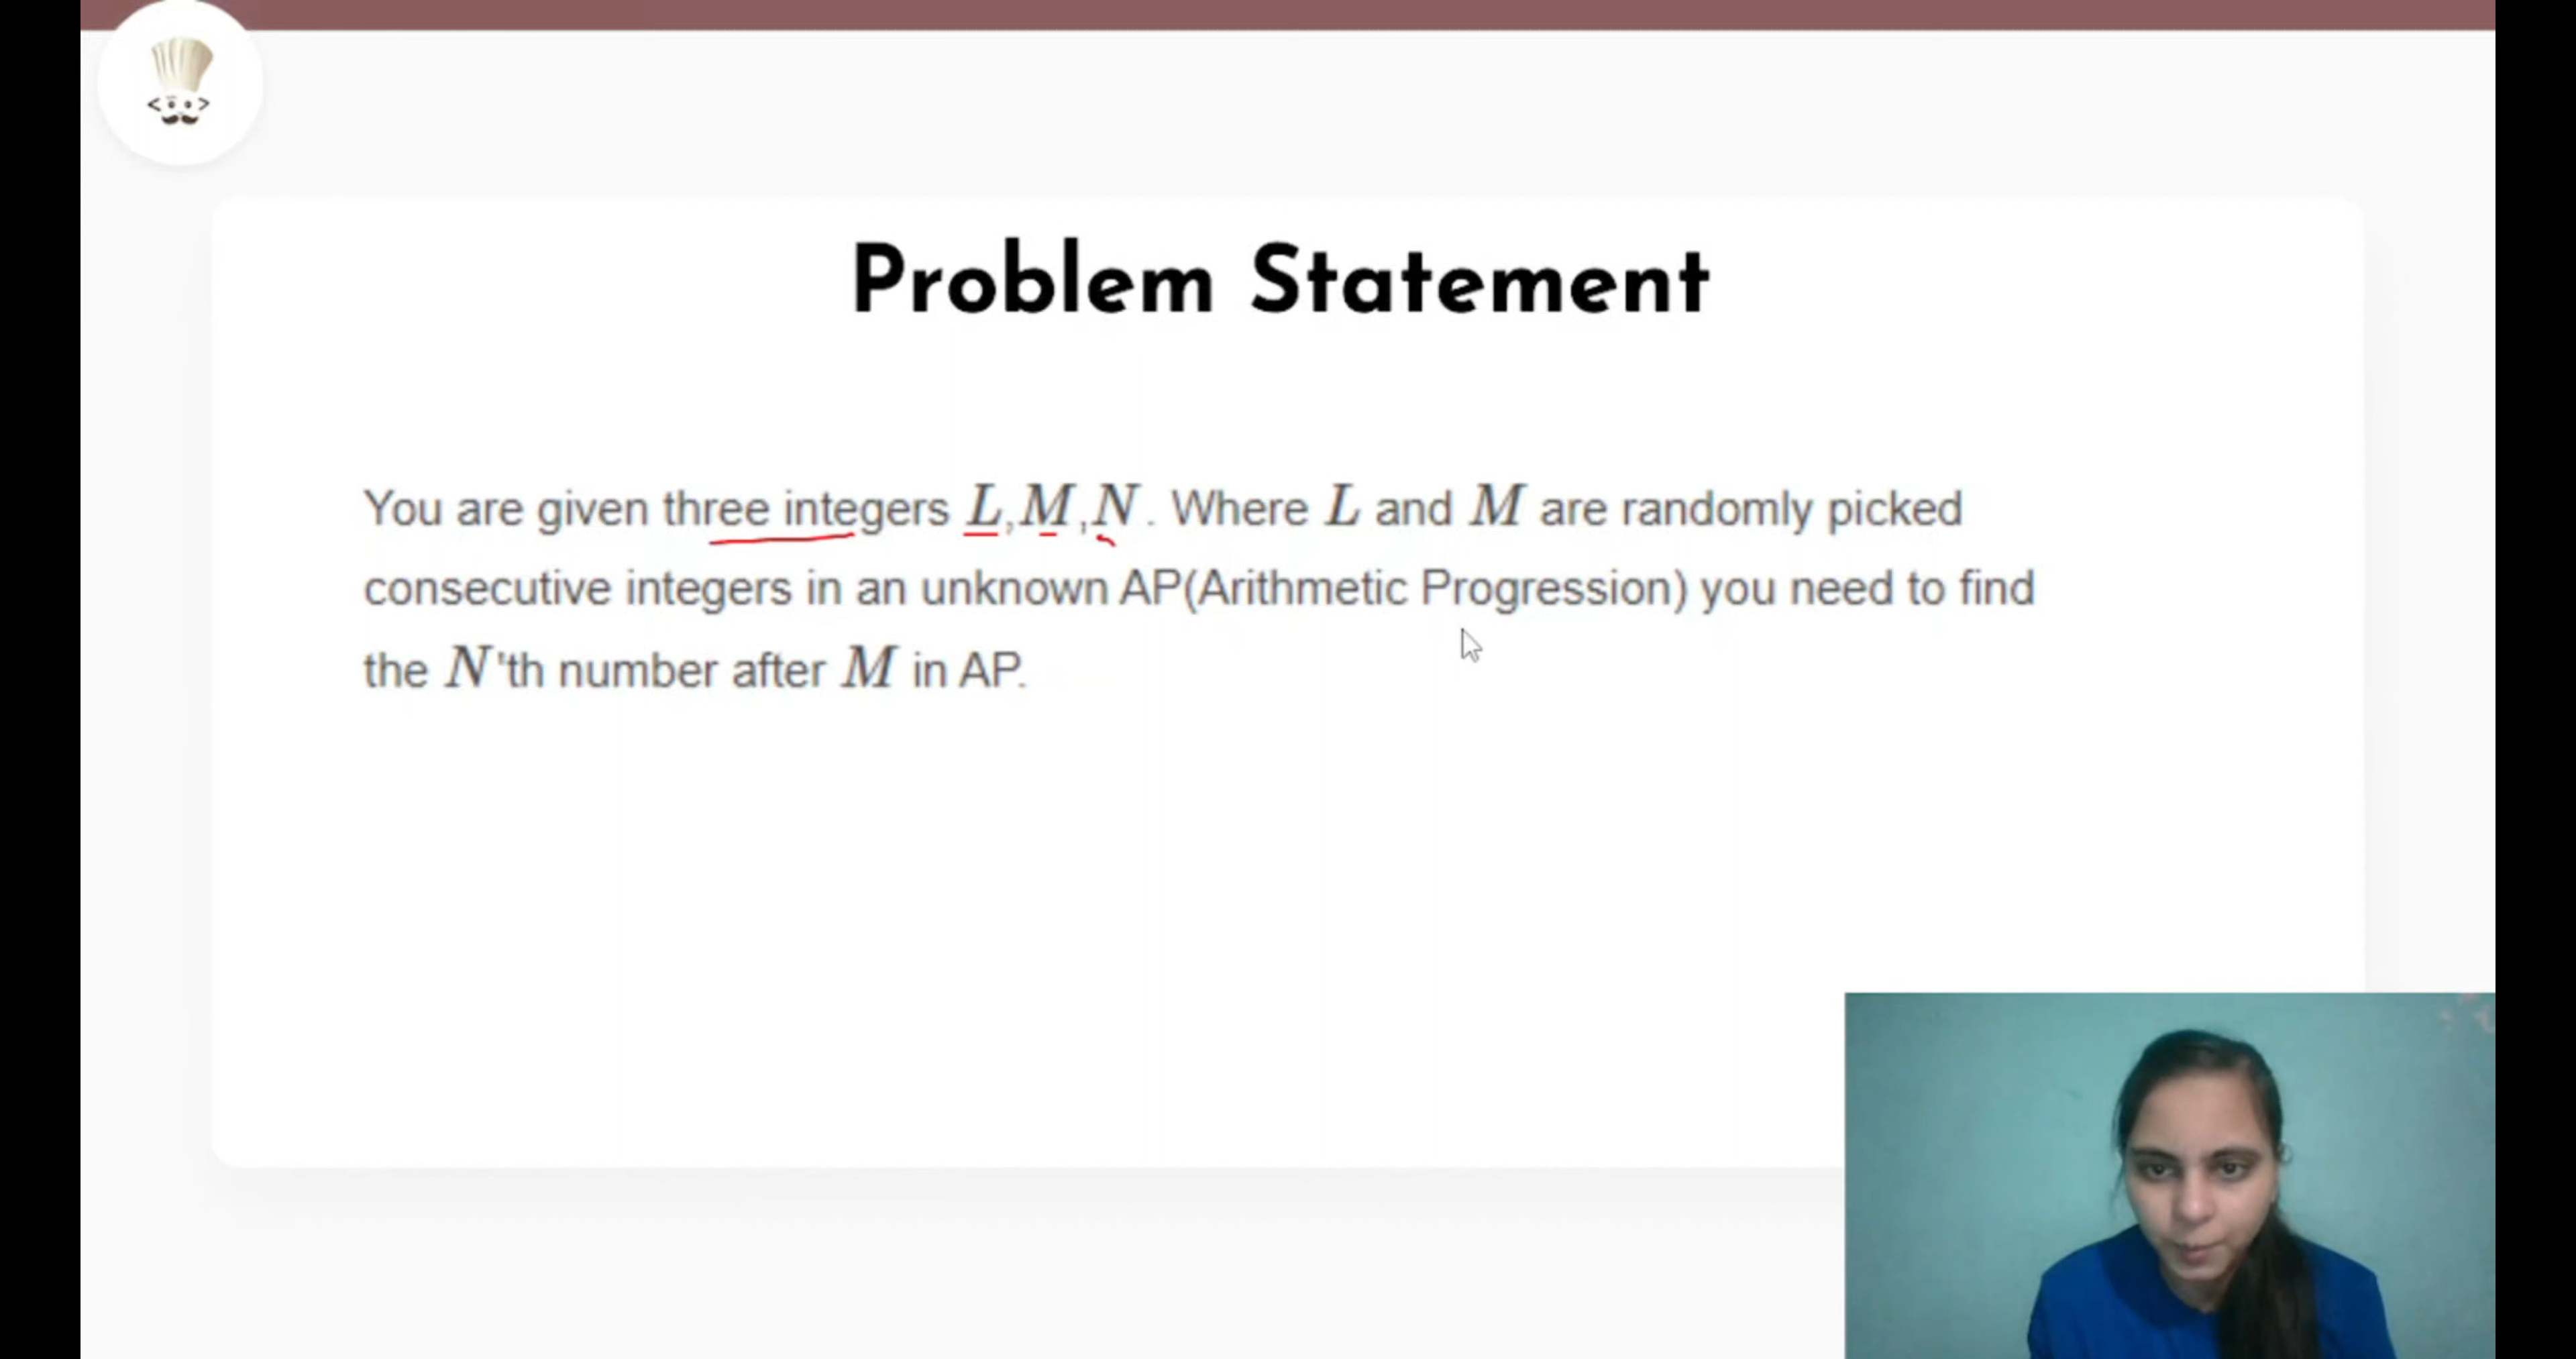 Problem Statement
You are given three integers L,M,N. Where L and M are randomly picked
consecutive integers in an unknown AP(Arithmetic Progression) you need to find
the N'th number after M in AP.